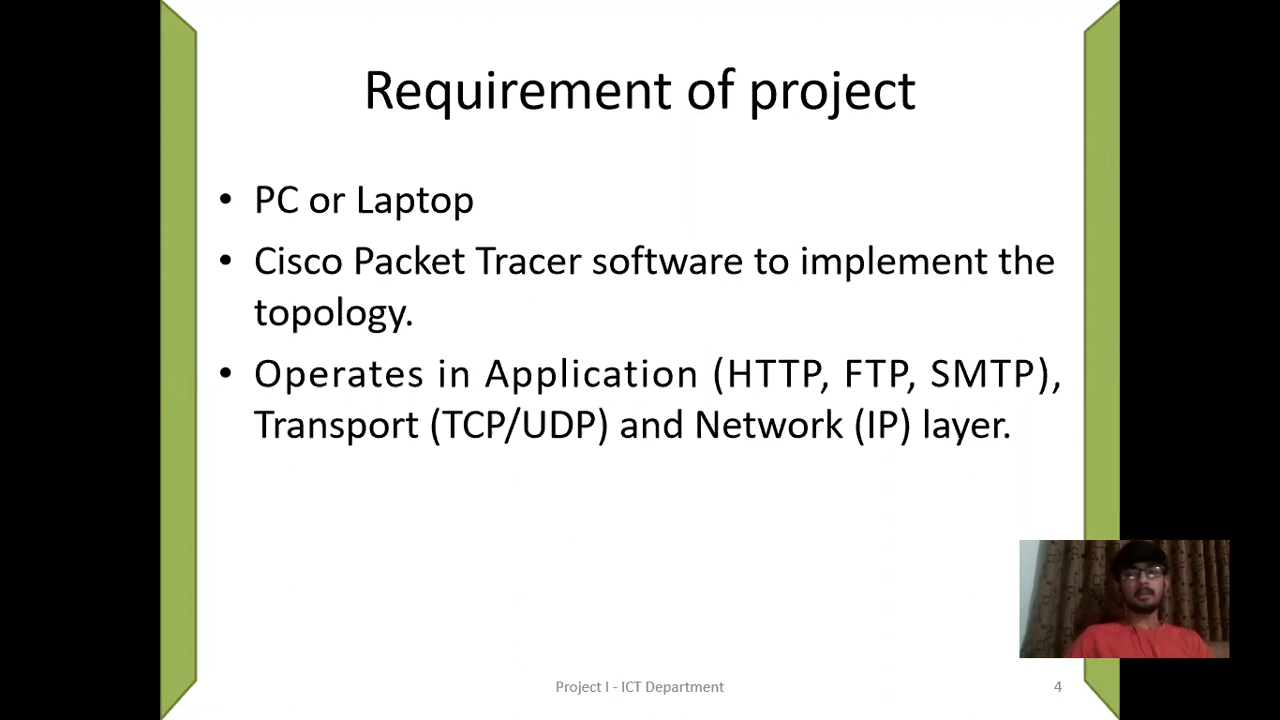 Requirement of project
• PC or Laptop
• Cisco Packet Tracer software to implement the
topology.
• Operates in Application (HTTP, FTP, SMTP),
Transport (TCP/UDP) and Network (IP) layer.
Project I - ICT Department
4